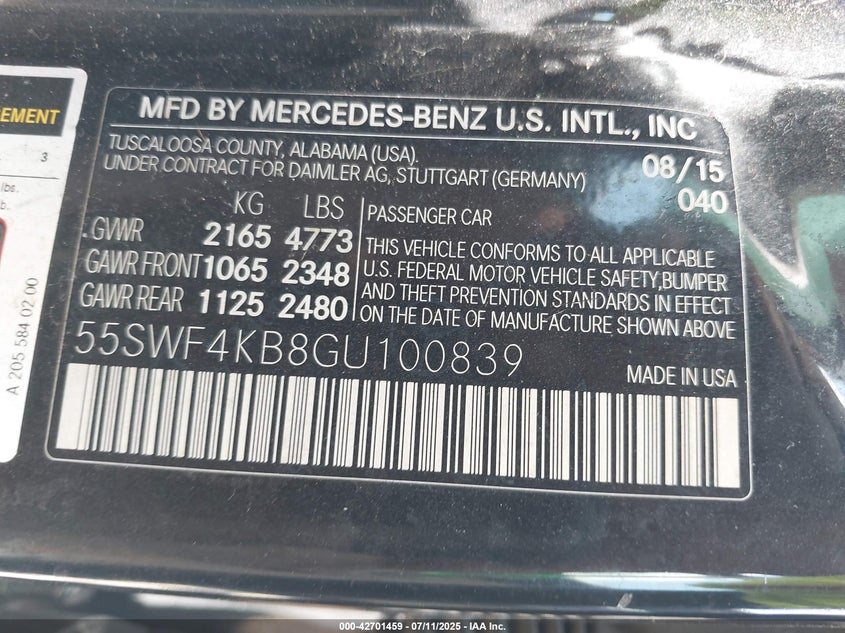 GEMENT
3
lbs.
lb.
A 205 584 02 00
MFD BY MERCEDES-BENZ U.S. INTL., INC
TUSCALOOSA COUNTY, ALABAMA (USA).
UNDER CONTRACT FOR DAIMLER AG, STUTTGART (GERMANY)
08/15
040
KG LBS
GVWR 2165 4773
GAWR FRONT 1065 2348
GAWR REAR 1125 2480
PASSENGER CAR
THIS VEHICLE CONFORMS TO ALL APPLICABLE
U.S. FEDERAL MOTOR VEHICLE SAFETY,BUMPER
AND THEFT PREVENTION STANDARDS IN EFFECT
ON THE DATE OF MANUFACTURE SHOWN ABOVE
55SWF4KB8GU100839
MADE IN USA
000-42701459 - 07/11/2025 - IAA Inc.